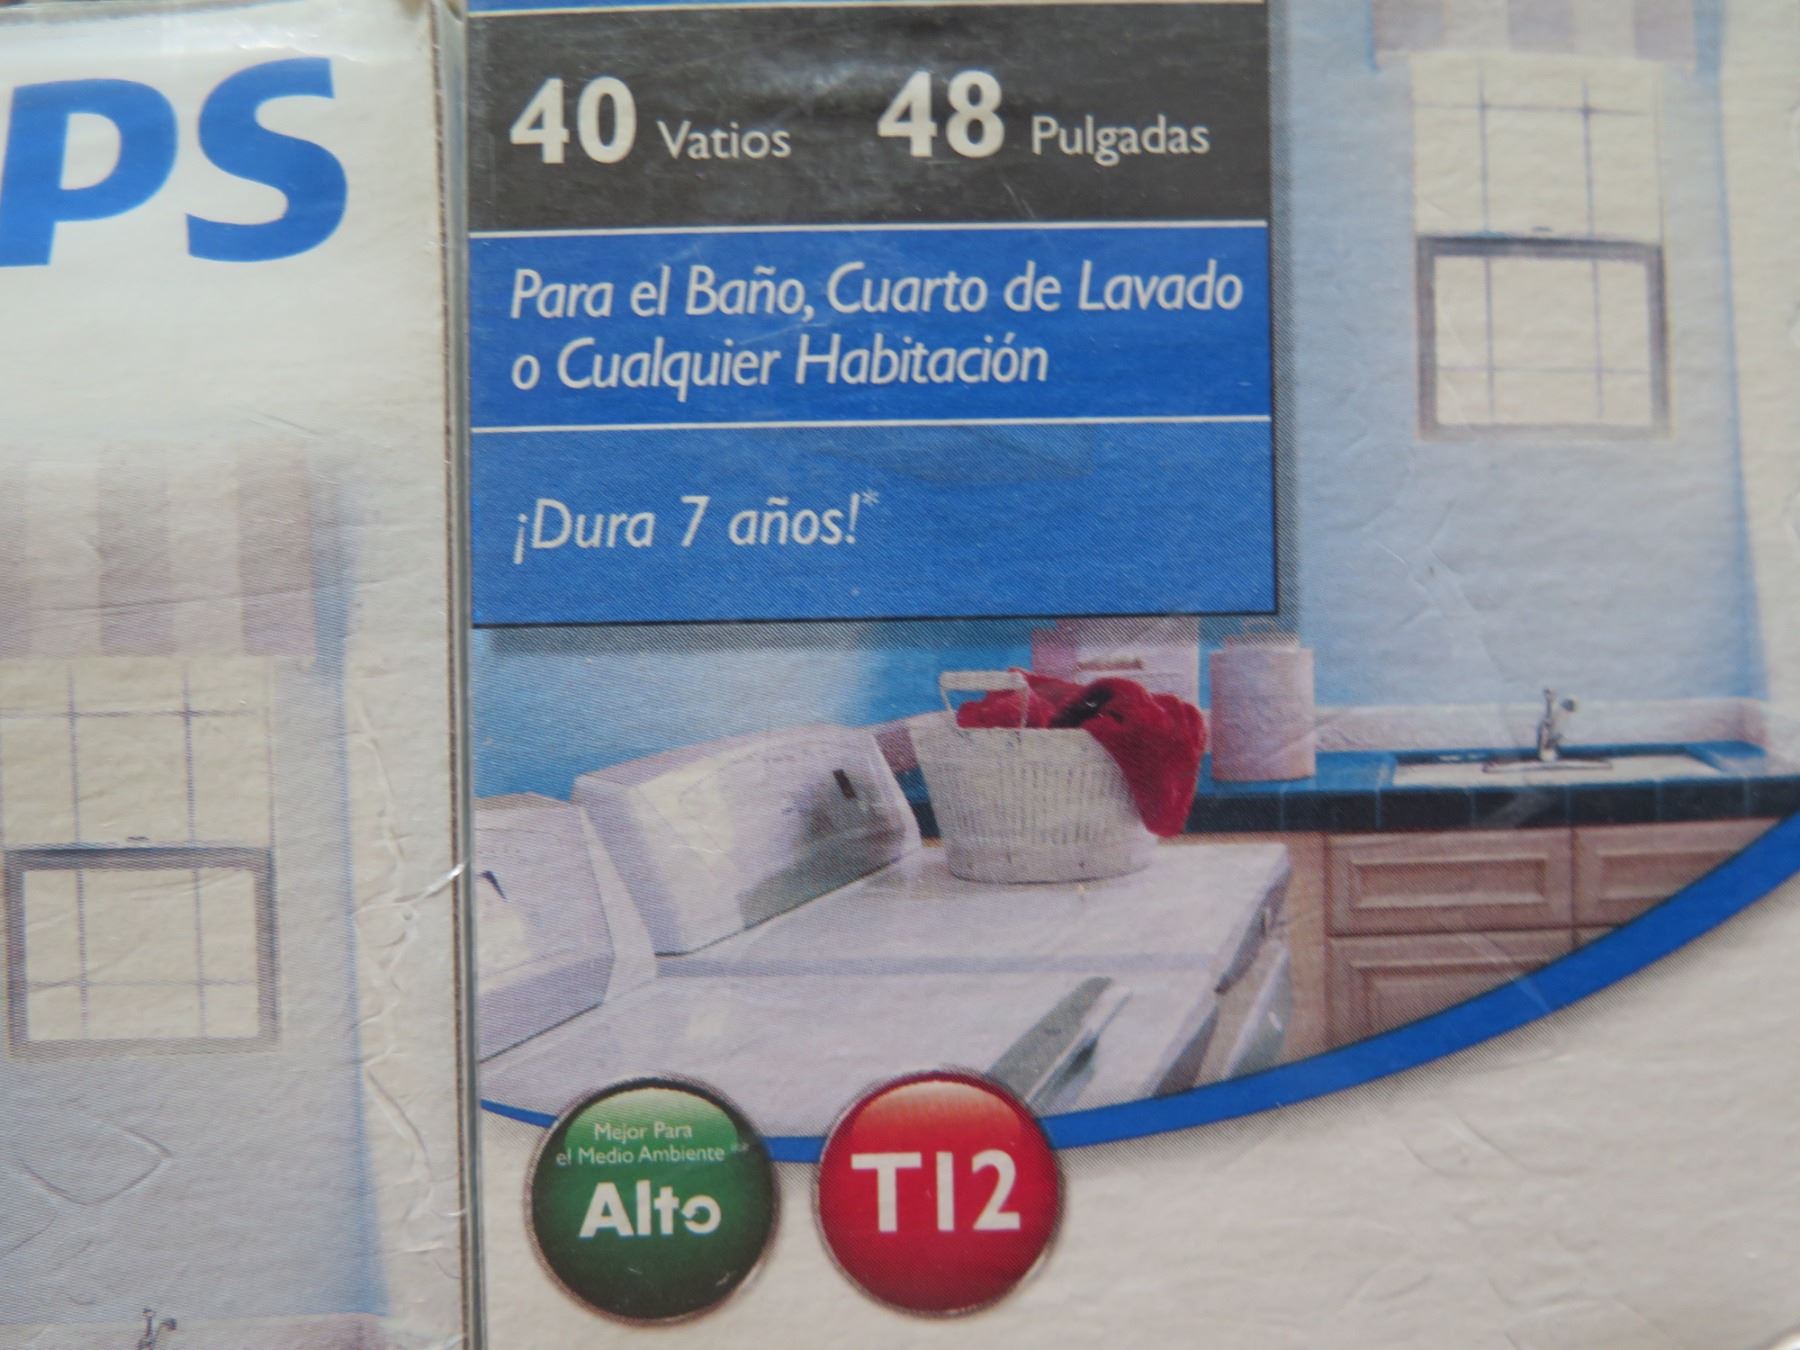 PS
40 Vatios 48 Pulgadas
Para el Baño, Cuarto de Lavado
o Cualquier Habitación
¡Dura 7 años!*
Mejor Para
el Medio Ambiente
Alto
T12